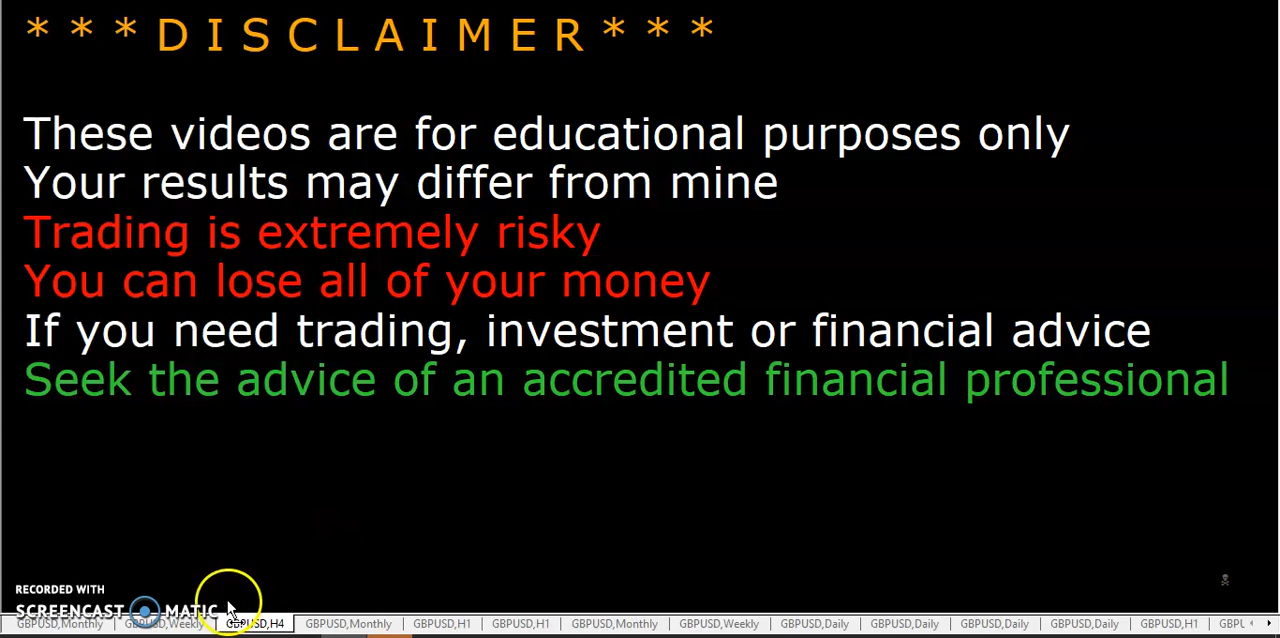 * * * D I S C L A I M E R * * *
These videos are for educational purposes only
Your results may differ from mine
Trading is extremely risky
You can lose all of your money
If you need trading, investment or financial advice
Seek the advice of an accredited financial professional
RECORDED WITH
SCREENCAST MATIC
GBPUSD,Monthly GBPUSD,Weekly GBPUSD,H4 GBPUSD,Monthly GBPUSD,H1 GBPUSD,H1 GBPUSD,Monthly GBPUSD,Weekly GBPUSD,Daily GBPUSD,Daily GBPUSD,Daily GBPUSD,Daily GBPUSD,H1 GBPU